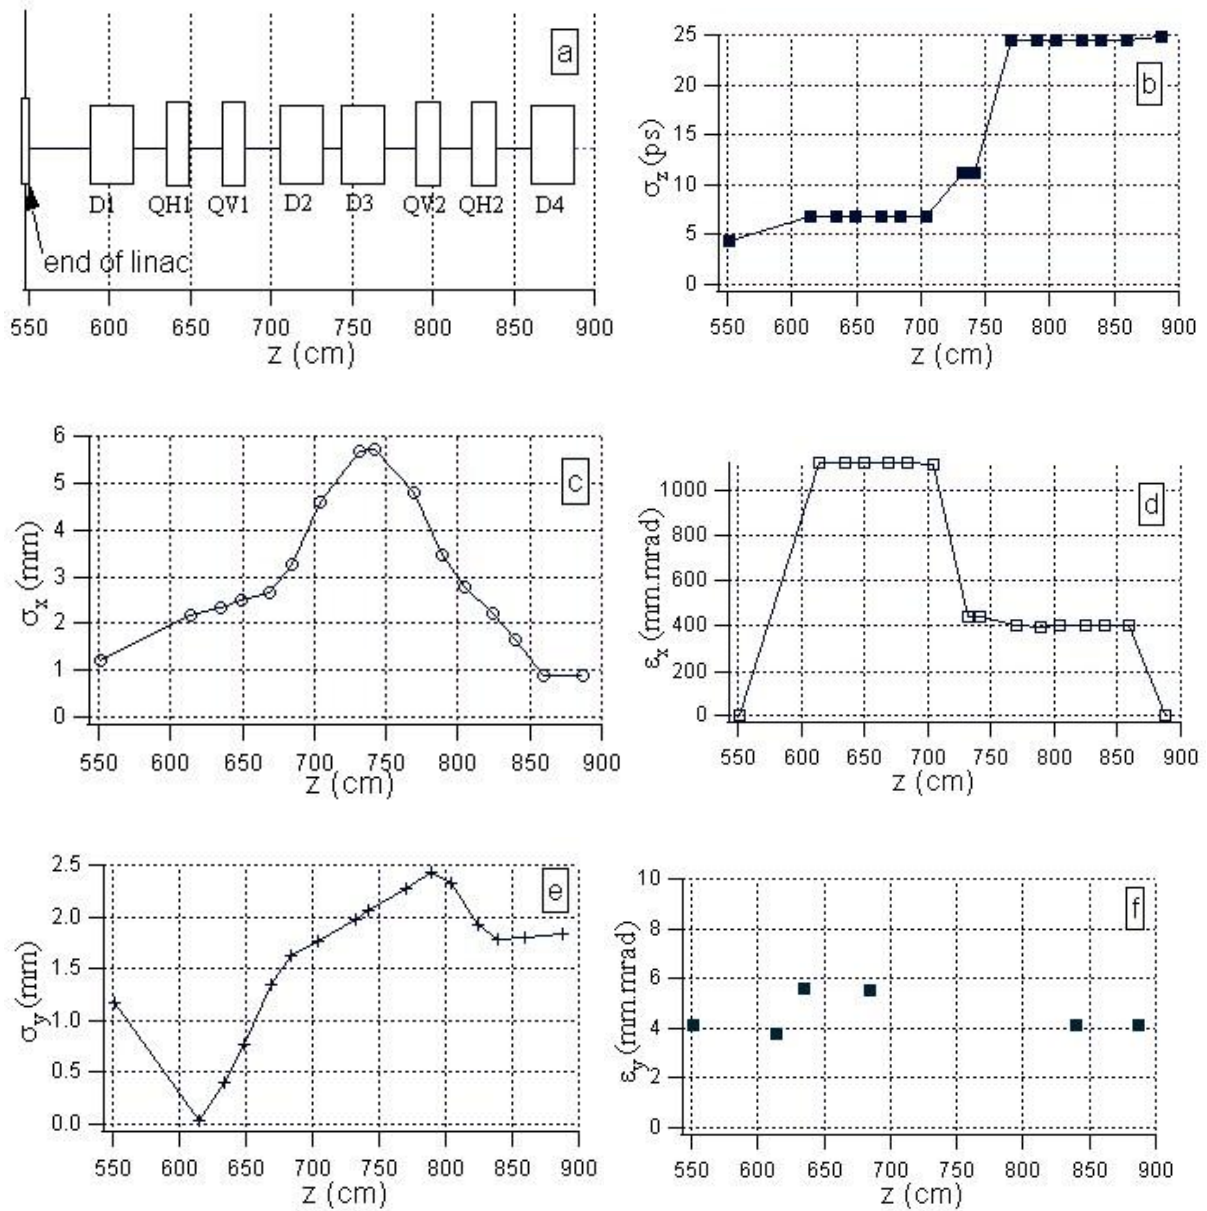 a
D1 QH1 QV1 D2 D3 QV2 QH2 D4
end of linac
550 600 650 700 750 800 850 900
z (cm)
b
25
20
15
10
5
0
σz (ps)
550 600 650 700 750 800 850 900
z (cm)
c
6
5
4
3
2
1
0
σx (mm)
550 600 650 700 750 800 850 900
z (cm)
d
1000
800
600
400
200
0
εx (mm.mrad)
550 600 650 700 750 800 850 900
z (cm)
e
2.5
2.0
1.5
1.0
0.5
0.0
σy (mm)
550 600 650 700 750 800 850 900
z (cm)
f
10
8
6
4
2
0
εy (mm.mrad)
550 600 650 700 750 800 850 900
z (cm)